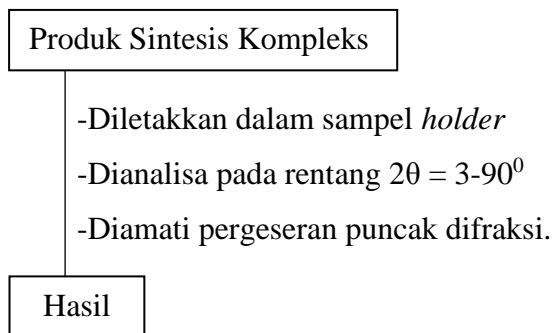 Produk Sintesis Kompleks
-Diletakkan dalam sampel holder
-Dianalisa pada rentang 2θ = 3-90⁰
-Diamati pergeseran puncak difraksi.
Hasil